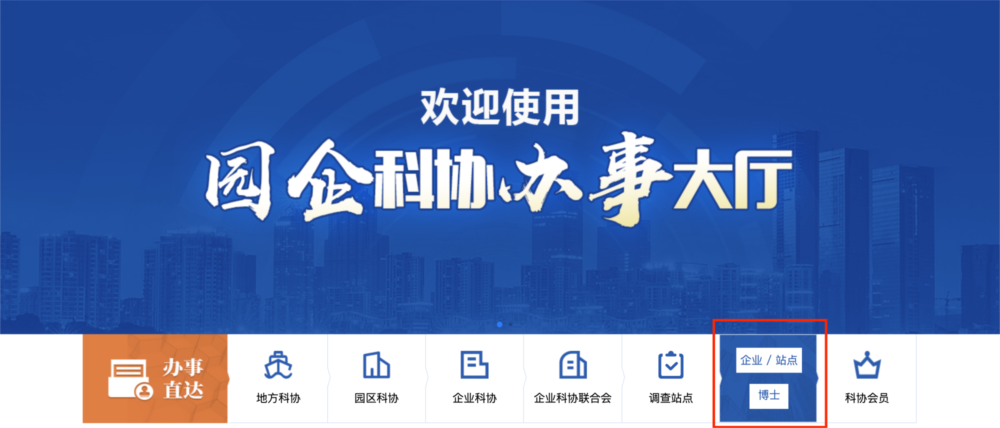 欢迎使用
园企科协办事大厅
办事
直达
地方科协
园区科协
企业科协
企业科协联合会
调查站点
企业 / 站点
博士
科协会员